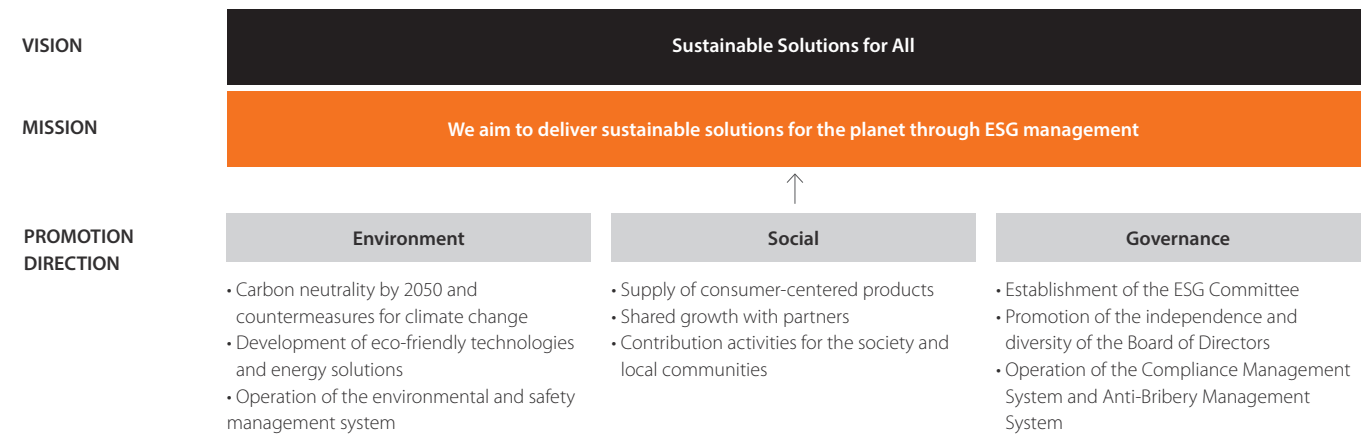 VISION
Sustainable Solutions for All
MISSION
We aim to deliver sustainable solutions for the planet through ESG management
PROMOTION
DIRECTION
Environment
• Carbon neutrality by 2050 and
countermeasures for climate change
• Development of eco-friendly technologies
and energy solutions
• Operation of the environmental and safety
management system
Social
• Supply of consumer-centered products
• Shared growth with partners
• Contribution activities for the society and
local communities
Governance
• Establishment of the ESG Committee
• Promotion of the independence and
diversity of the Board of Directors
• Operation of the Compliance Management
System and Anti-Bribery Management
System